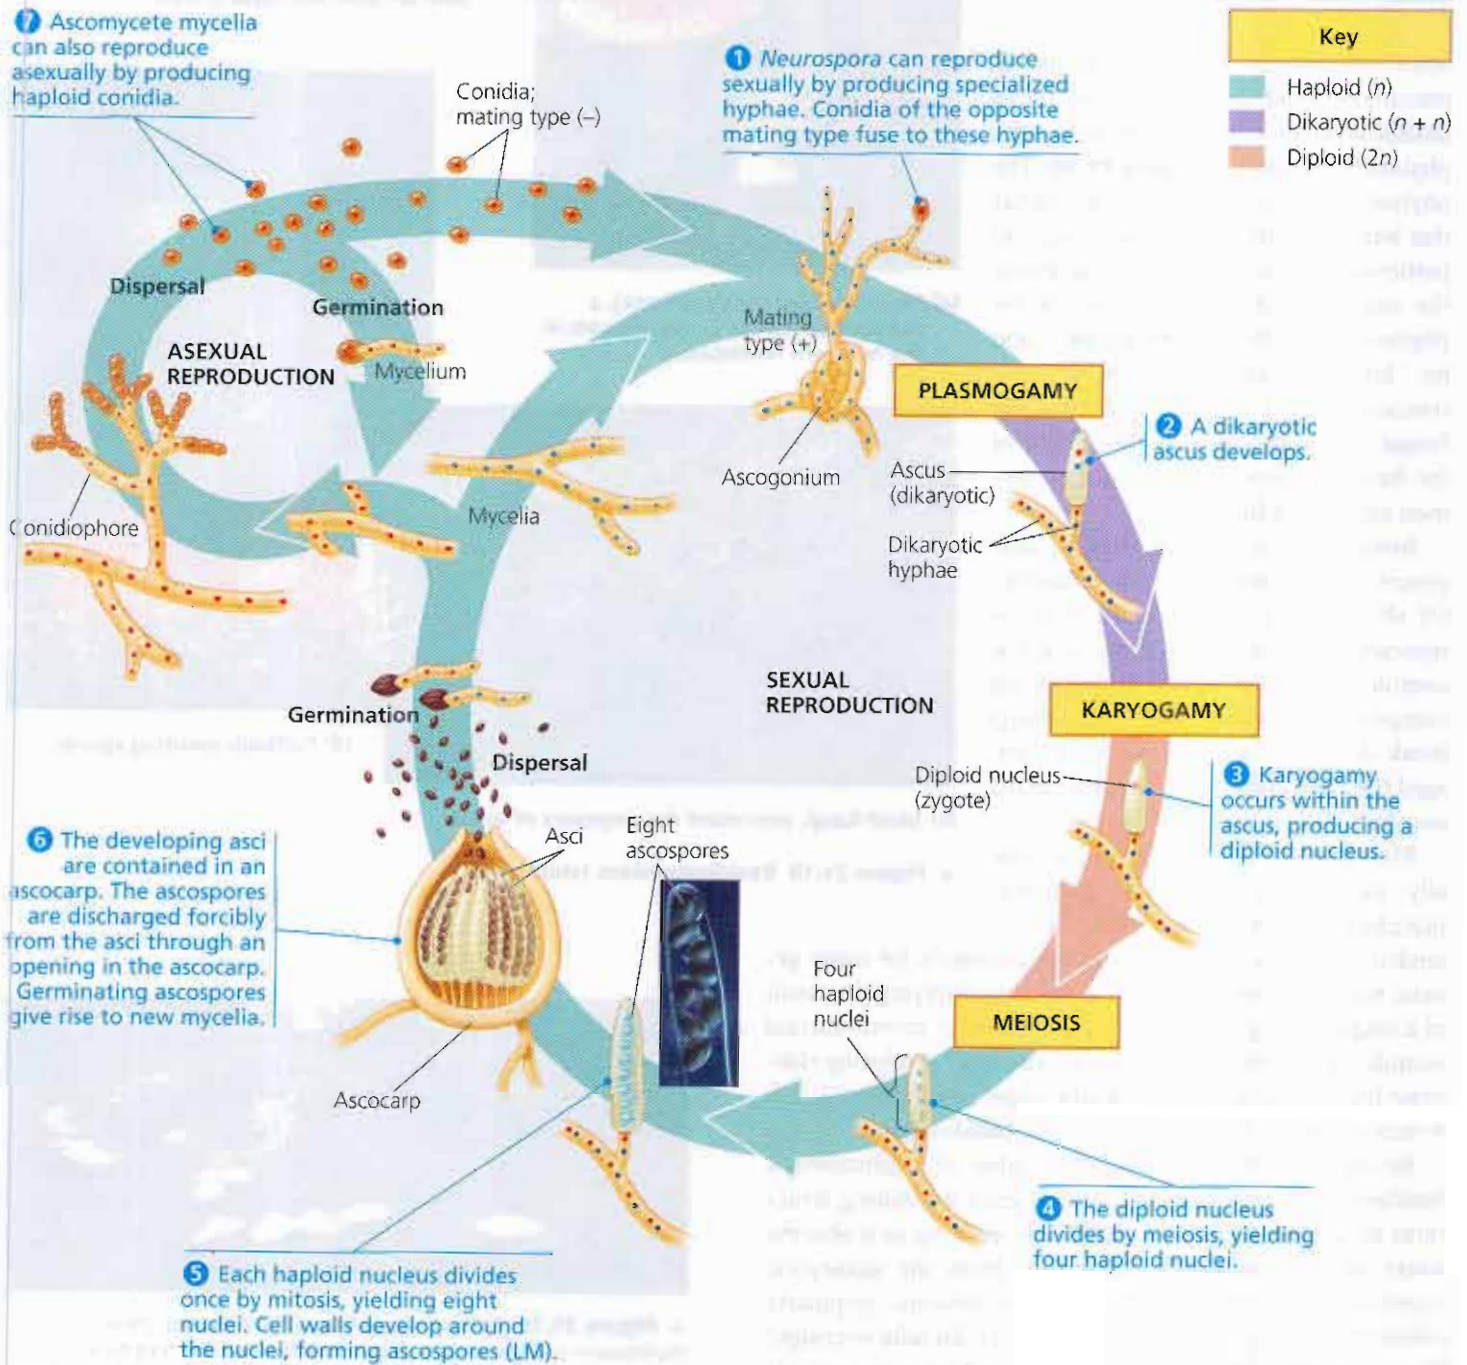 7 Ascomycete mycelia
can also reproduce
asexually by producing
haploid conidia.
Conidia;
mating type (–)
1 Neurospora can reproduce
sexually by producing specialized
hyphae. Conidia of the opposite
mating type fuse to these hyphae.
Key
Haploid (n)
Dikaryotic (n + n)
Diploid (2n)
Dispersal
Germination
ASEXUAL
REPRODUCTION
Mycelium
Mating
type (+)
PLASMOGAMY
2 A dikaryotic
ascus develops.
Ascogonium
Ascus
(dikaryotic)
Conidiophore
Mycelia
Dikaryotic
hyphae
SEXUAL
REPRODUCTION
KARYOGAMY
Germination
Dispersal
Diploid nucleus
(zygote)
3 Karyogamy
occurs within the
ascus, producing a
diploid nucleus.
6 The developing asci
are contained in an
ascocarp. The ascospores
are discharged forcibly
from the asci through an
opening in the ascocarp.
Germinating ascospores
give rise to new mycelia.
Asci
Eight
ascospores
Four
haploid
nuclei
MEIOSIS
Ascocarp
4 The diploid nucleus
divides by meiosis, yielding
four haploid nuclei.
5 Each haploid nucleus divides
once by mitosis, yielding eight
nuclei. Cell walls develop around
the nuclei, forming ascospores (LM).